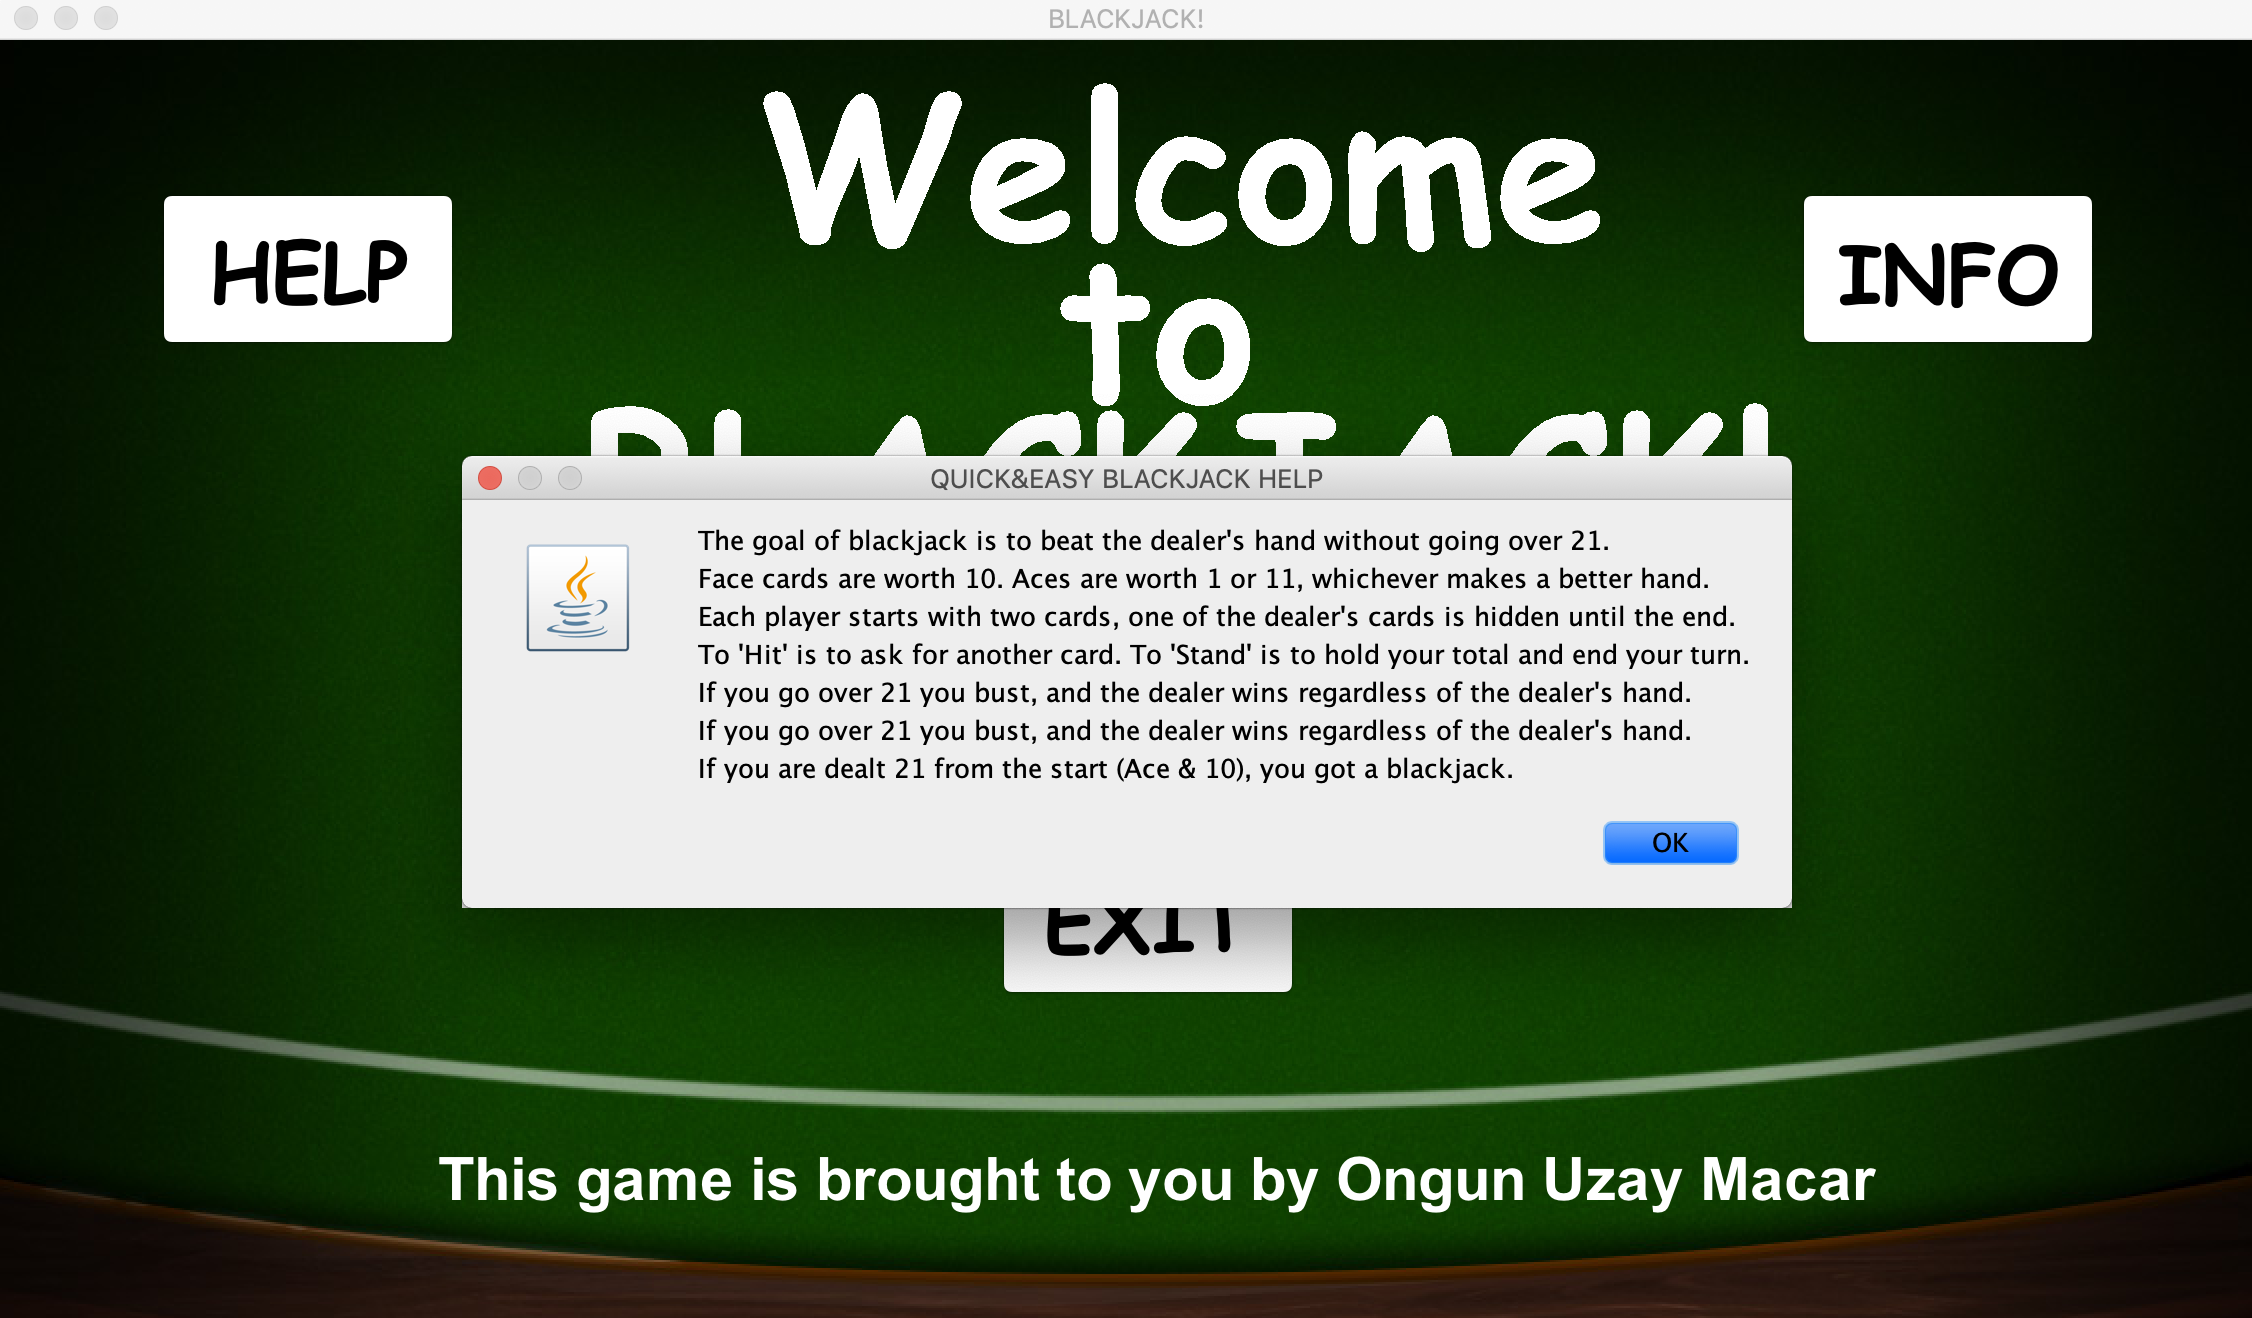 BLACKJACK!
Welcome
to
BLACKJACK!
HELP
INFO
QUICK&EASY BLACKJACK HELP
The goal of blackjack is to beat the dealer's hand without going over 21.
Face cards are worth 10. Aces are worth 1 or 11, whichever makes a better hand.
Each player starts with two cards, one of the dealer's cards is hidden until the end.
To 'Hit' is to ask for another card. To 'Stand' is to hold your total and end your turn.
If you go over 21 you bust, and the dealer wins regardless of the dealer's hand.
If you go over 21 you bust, and the dealer wins regardless of the dealer's hand.
If you are dealt 21 from the start (Ace & 10), you got a blackjack.
OK
EXIT
This game is brought to you by Ongun Uzay Macar